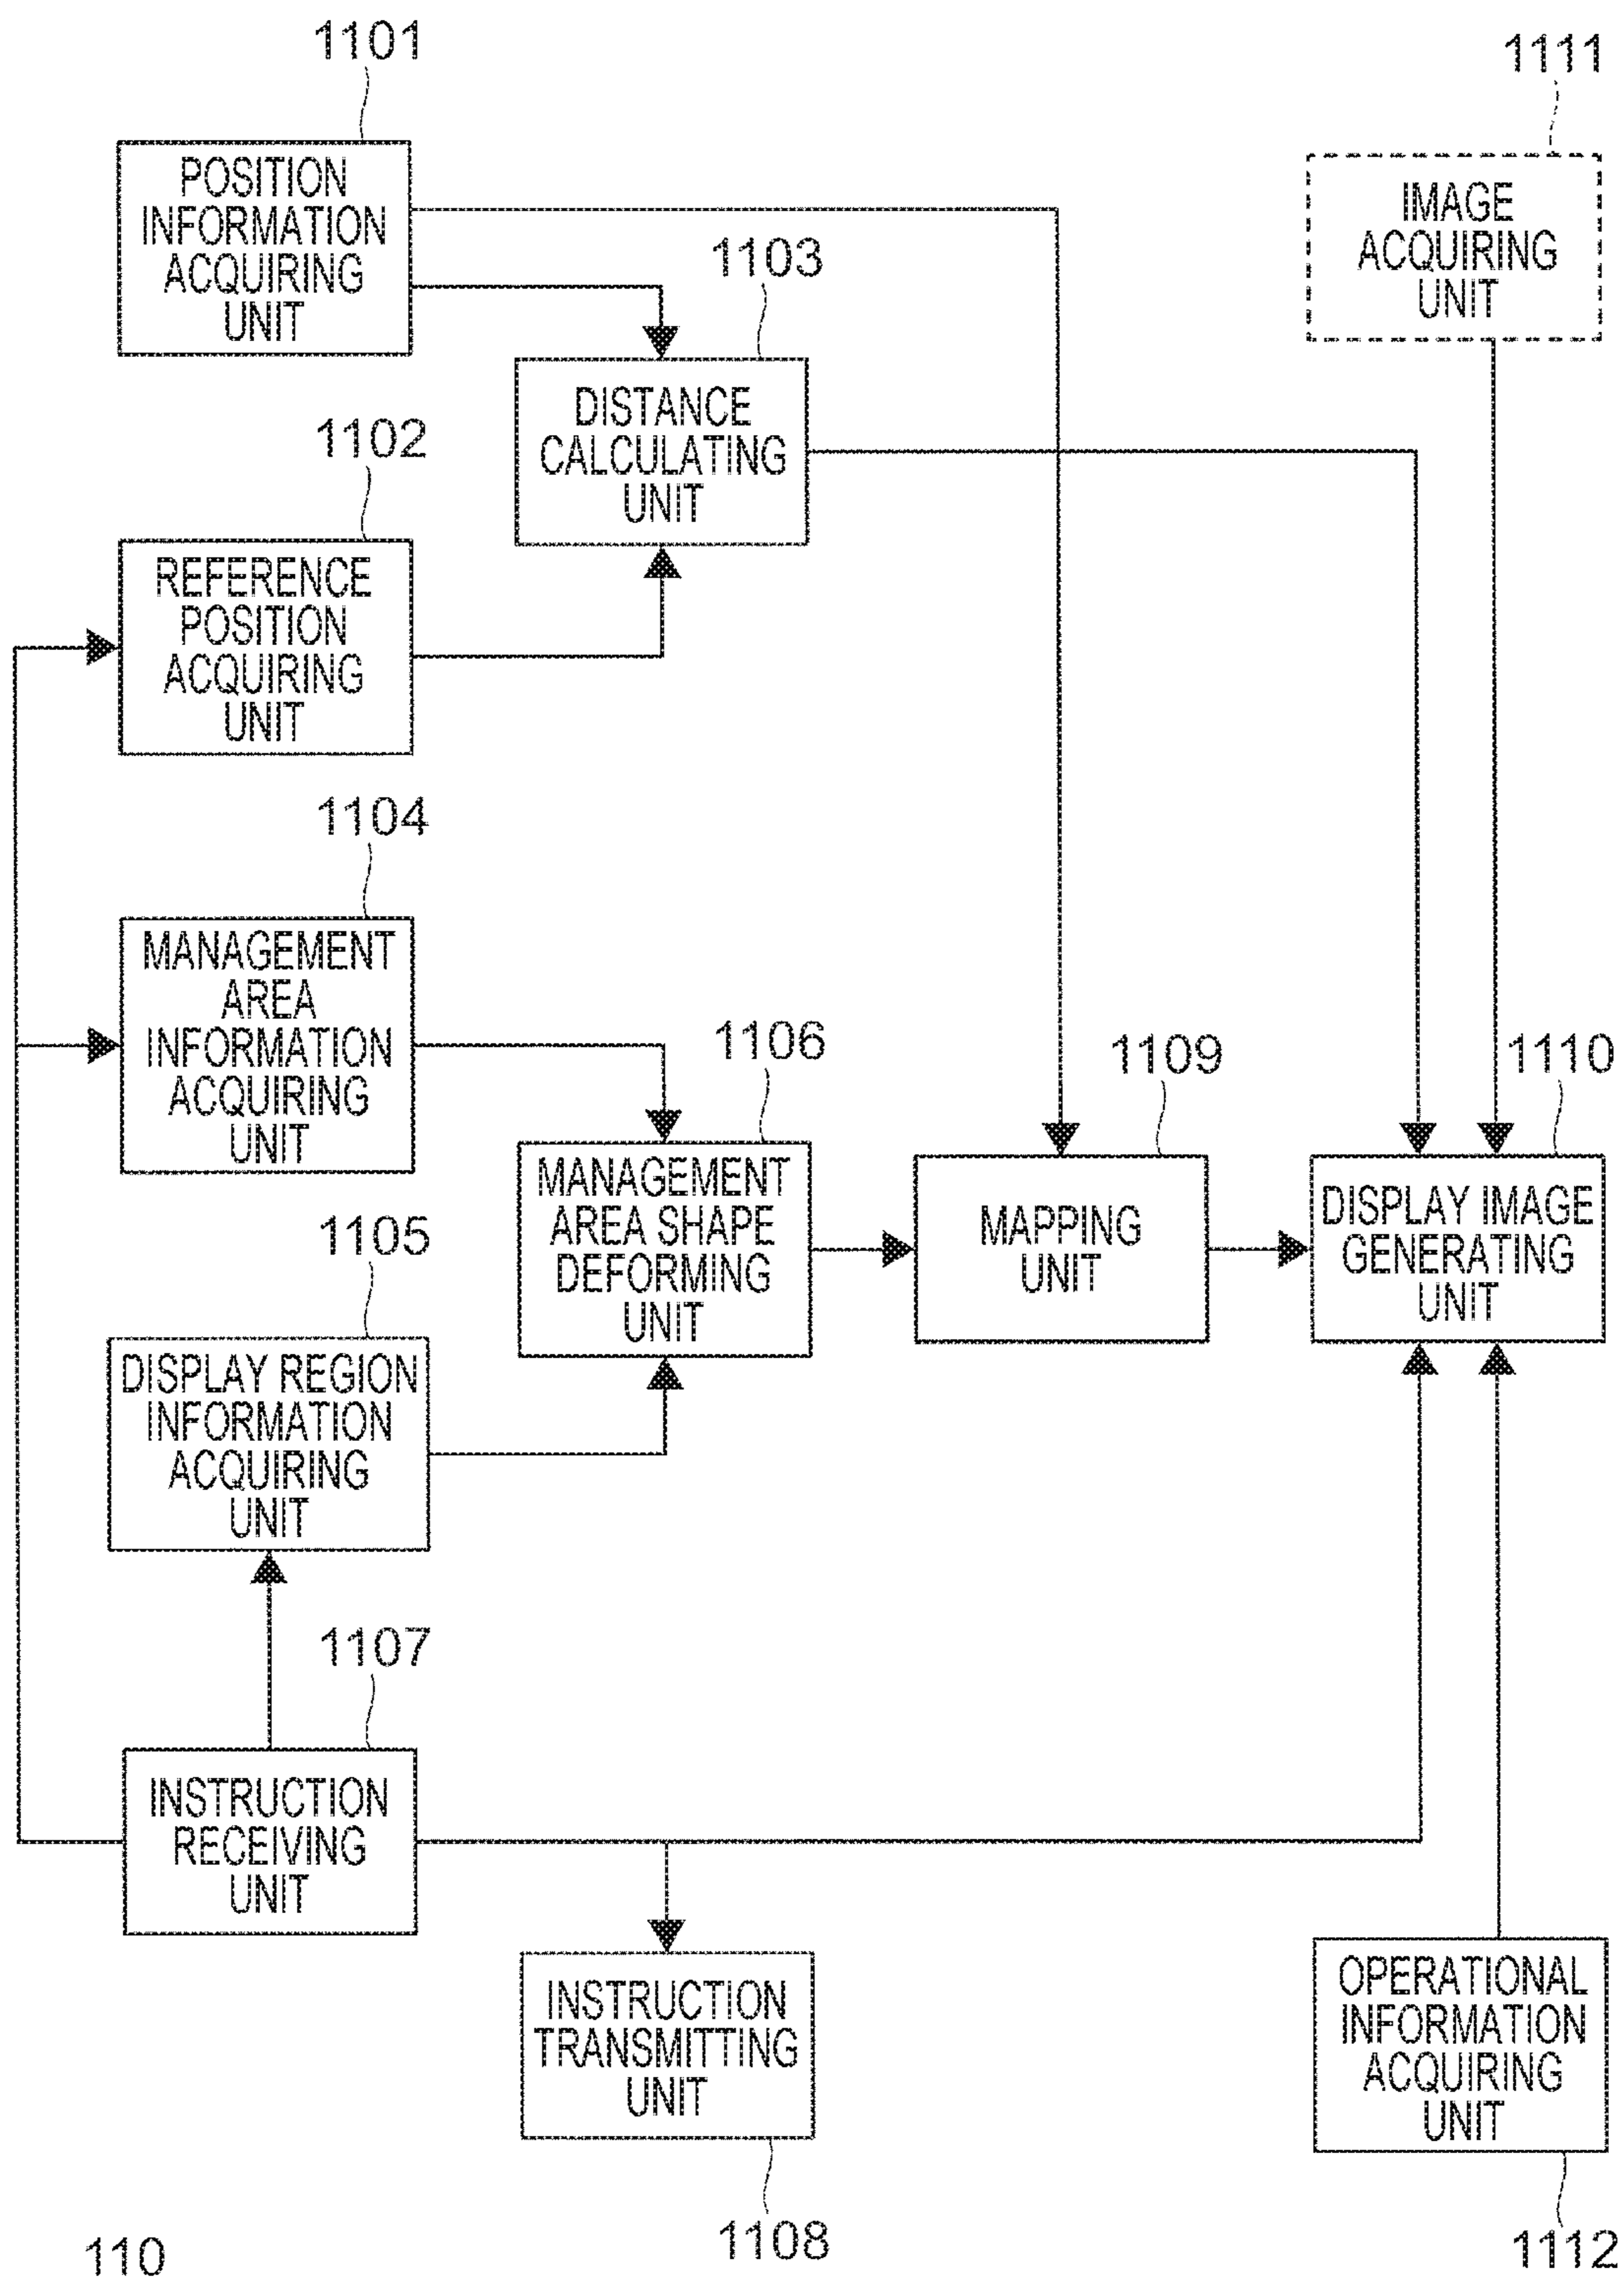 1101
POSITION
INFORMATION
ACQUIRING
UNIT
1111
IMAGE
ACQUIRING
UNIT
1103
DISTANCE
CALCULATING
UNIT
1102
REFERENCE
POSITION
ACQUIRING
UNIT
1104
MANAGEMENT
AREA
INFORMATION
ACQUIRING
UNIT
1106
MANAGEMENT
AREA SHAPE
DEFORMING
UNIT
1109
MAPPING
UNIT
1110
DISPLAY IMAGE
GENERATING
UNIT
1105
DISPLAY REGION
INFORMATION
ACQUIRING
UNIT
1107
INSTRUCTION
RECEIVING
UNIT
INSTRUCTION
TRANSMITTING
UNIT
1108
OPERATIONAL
INFORMATION
ACQUIRING
UNIT
1112
110